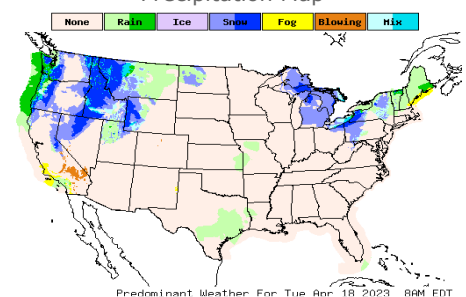 Precipitation Map
None Rain Ice Snow Fog Blowing Mix
Predominant Weather For Tue Apr 18 2023 8AM EDT